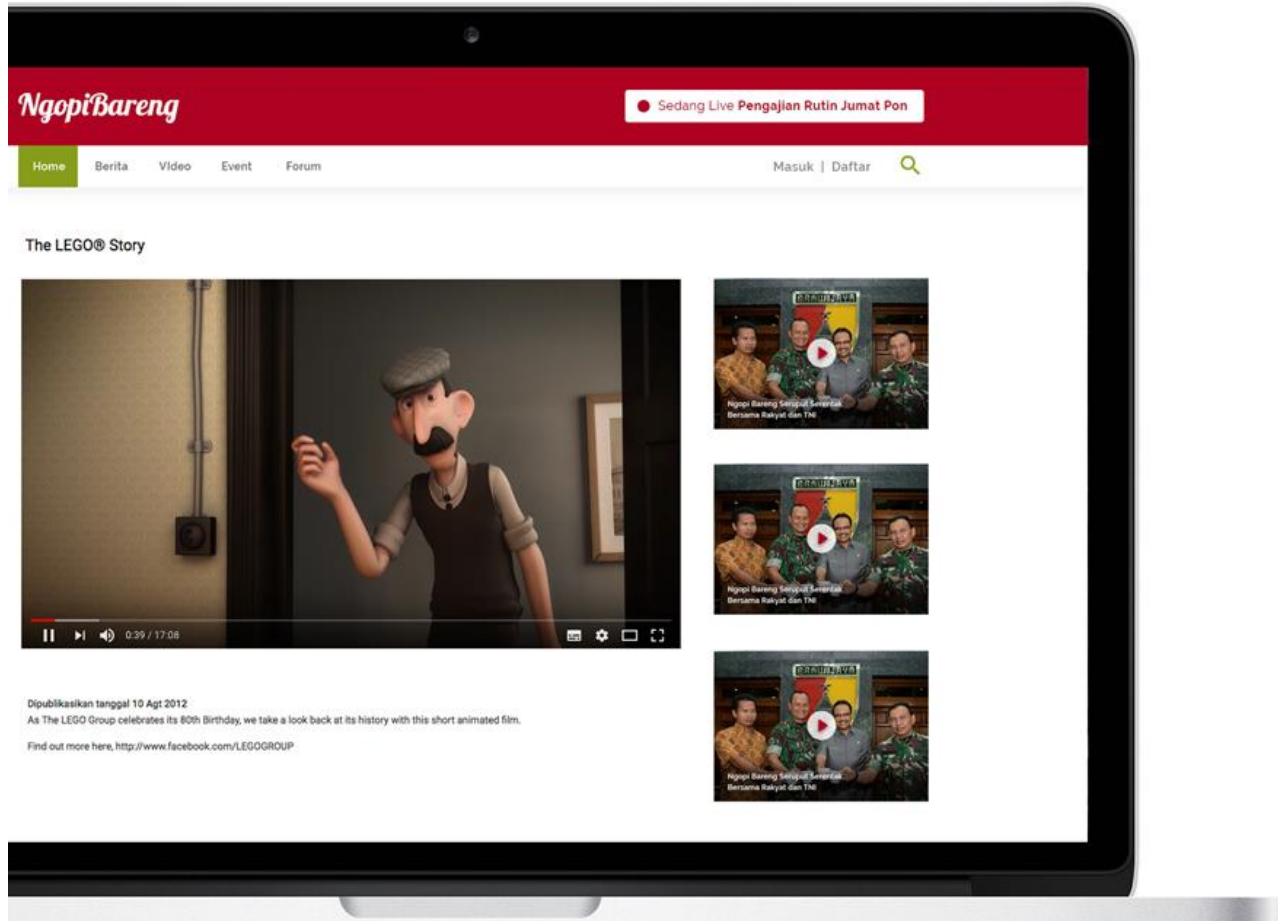 NgopiBareng
Sedang Live Pengajian Rutin Jumat Pon
Home Berita VIdeo Event Forum Masuk | Daftar
The LEGO® Story
0:39 / 17:08
Dipublikasikan tanggal 10 Agt 2012
As The LEGO Group celebrates its 80th Birthday, we take a look back at its history with this short animated film.
Find out more here, http://www.facebook.com/LEGOGROUP
BRAWIJAYA
Ngopi Bareng Seruput Serentak
Bersama Rakyat dan TNI
BRAWIJAYA
Ngopi Bareng Seruput Serentak
Bersama Rakyat dan TNI
BRAWIJAYA
Ngopi Bareng Seruput Serentak
Bersama Rakyat dan TNI